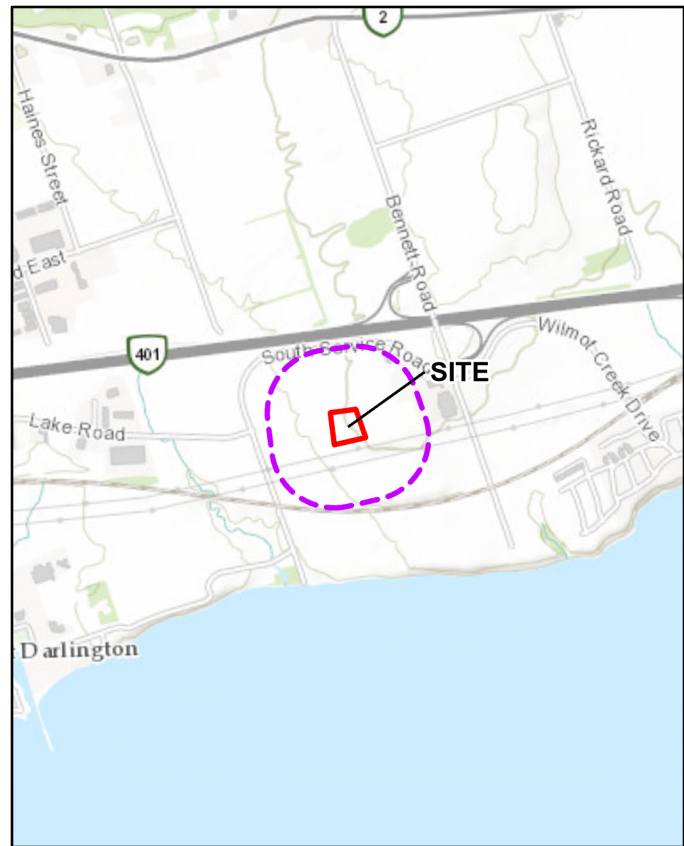 2
Haines Street
Rickard Road
Bennett Road
d East
401
South Service Road
Wilmot Creek Drive
SITE
Lake Road
Darlington